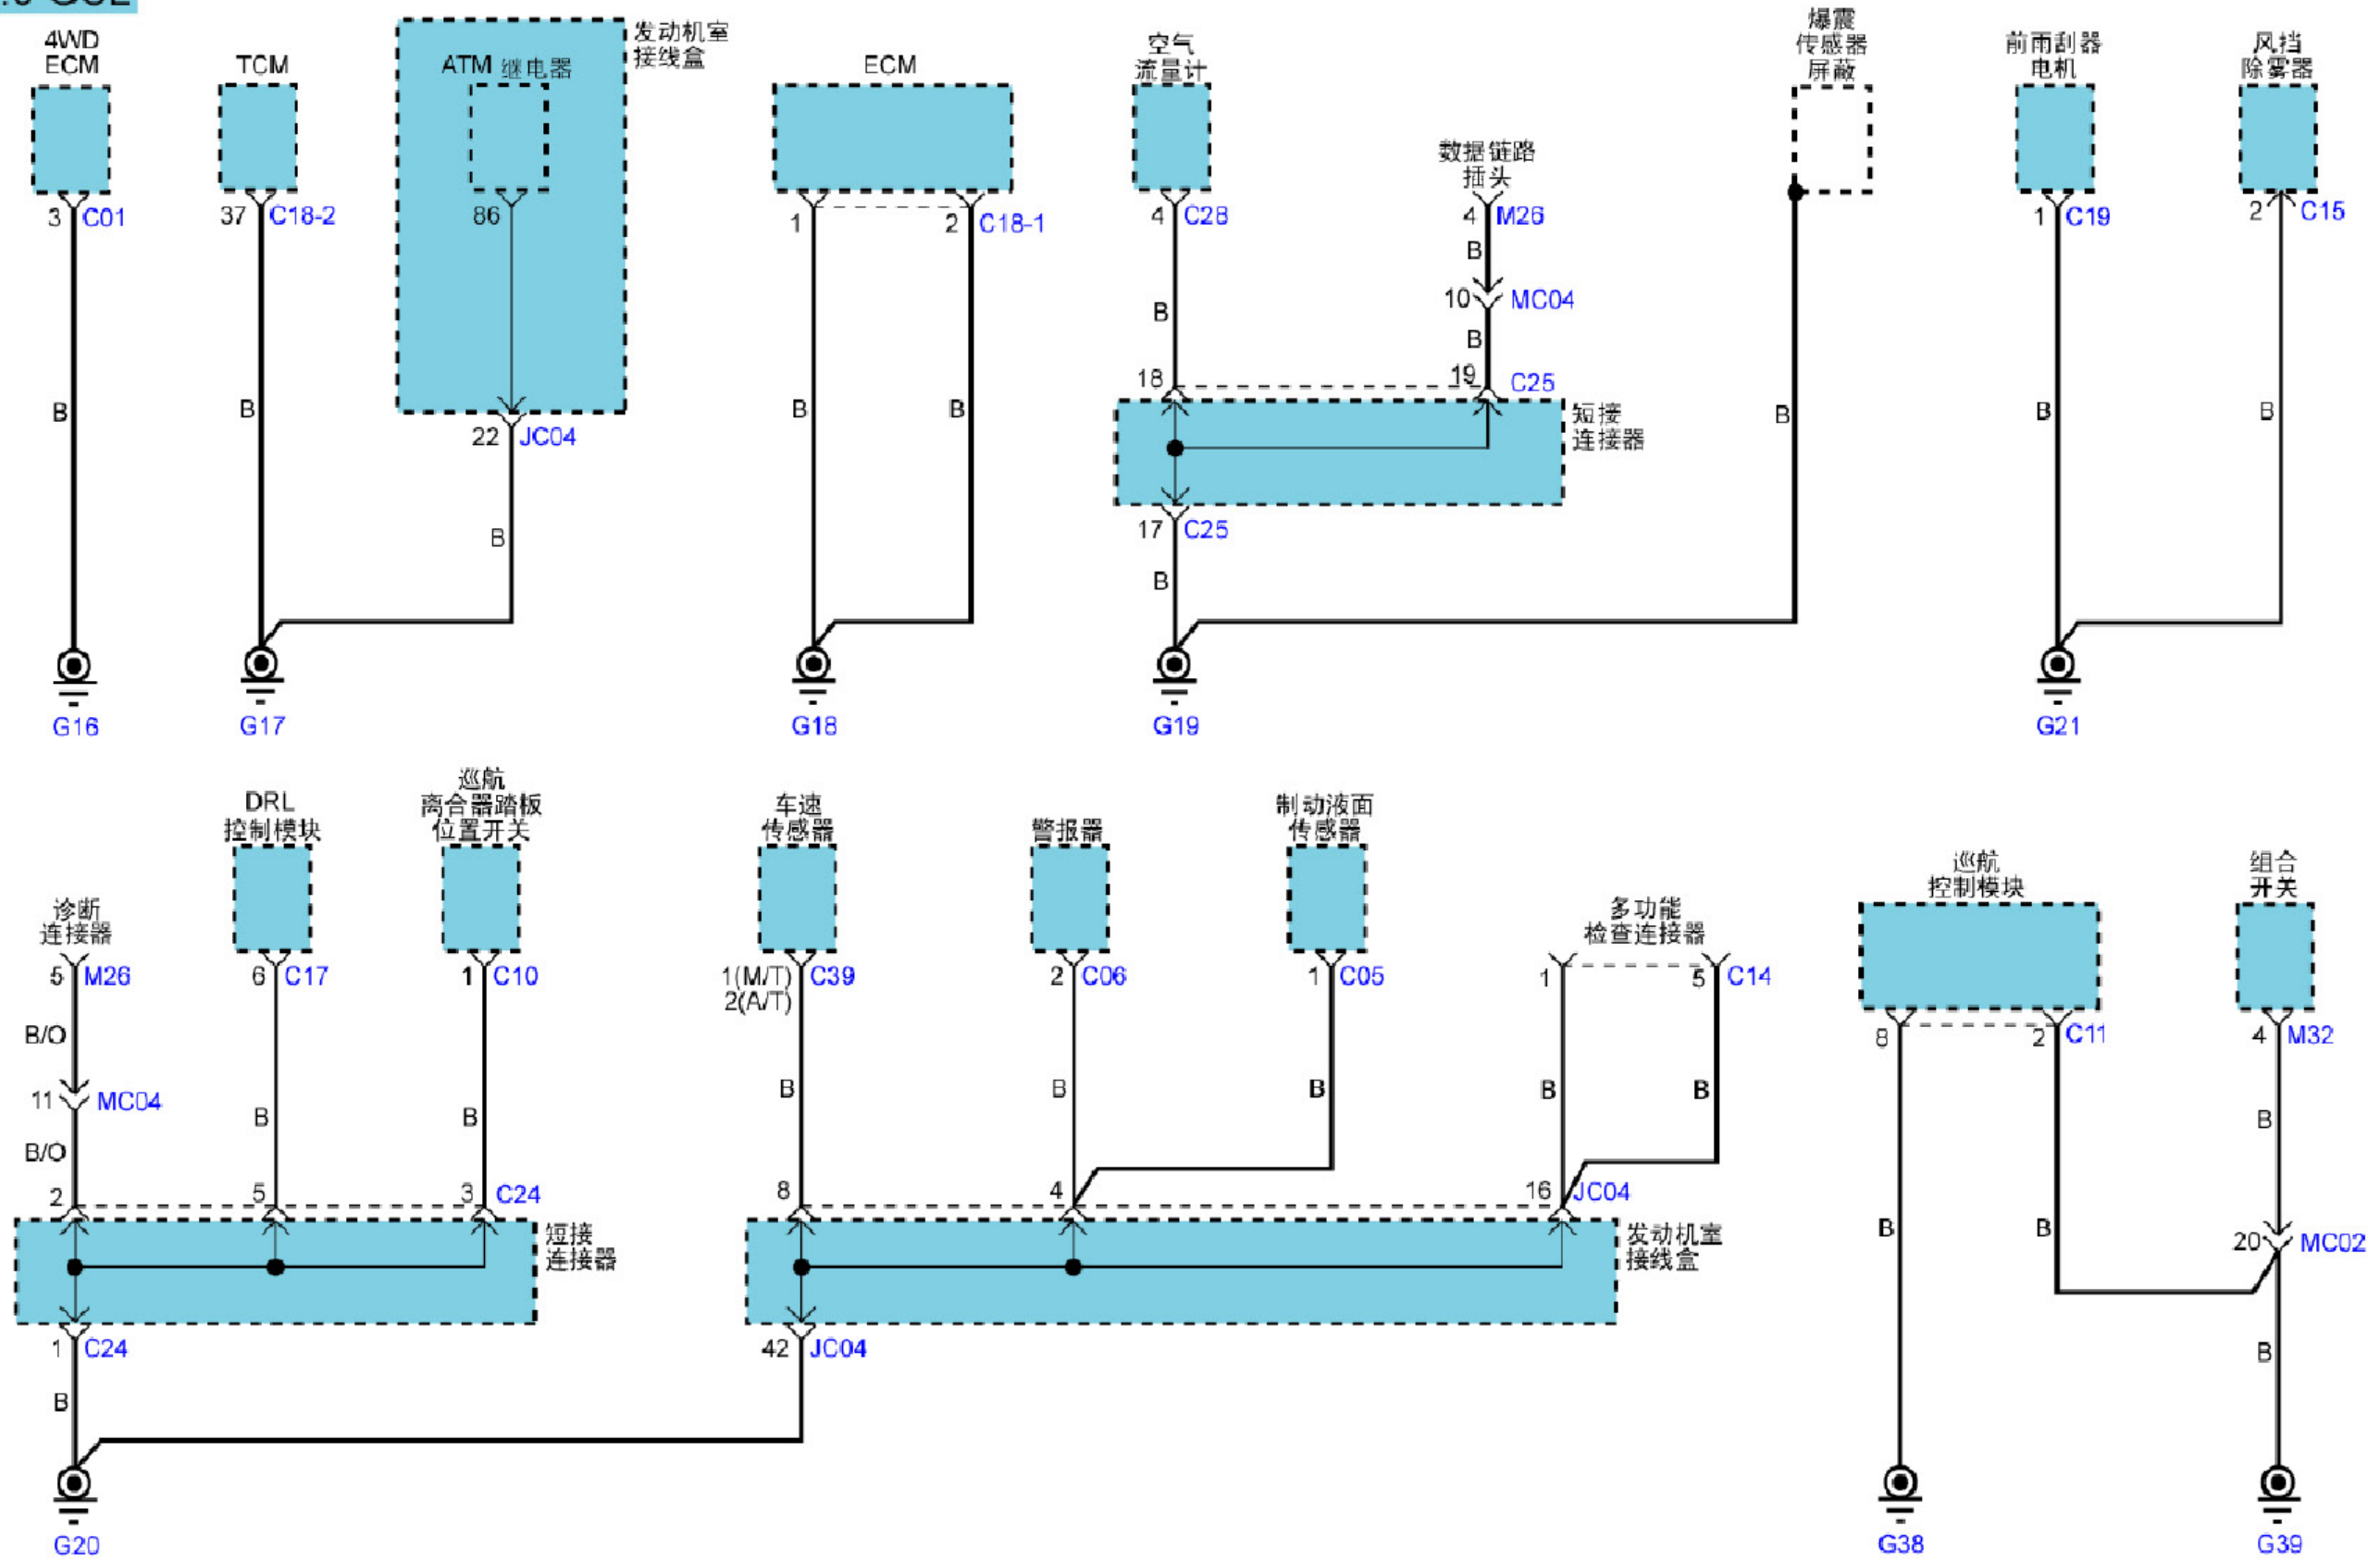 4WD
ECM
TCM
ATM 继电器
发动机室
接线盒
ECM
空气
流量计
数据链路
插头
爆震
传感器
屏蔽
前雨刮器
电机
风挡
除雾器
3 C01
37 C18-2
86
1
2 C18-1
4 C28
4 M26
1 C19
2 C15
B
10 MC04
B
B
18
19 C25
短接
连接器
B
B
22 JC04
B
B
B
B
B
17 C25
B
B
G16
G17
G18
G19
G21
诊断
连接器
DRL
控制模块
巡航
离合器踏板
位置开关
车速
传感器
警报器
制动液面
传感器
多功能
检查连接器
巡航
控制模块
组合
开关
5 M26
6 C17
1 C10
1(M/T)
2(A/T)
C39
2 C06
1 C05
1
5 C14
8
2 C11
4 M32
B/O
11 MC04
B/O
B
B
B
B
B
B
B
B
2
5
3 C24
8
4
16 JC04
短接
连接器
发动机室
接线盒
B
B
20 MC02
1 C24
42 JC04
B
B
G20
G38
G39